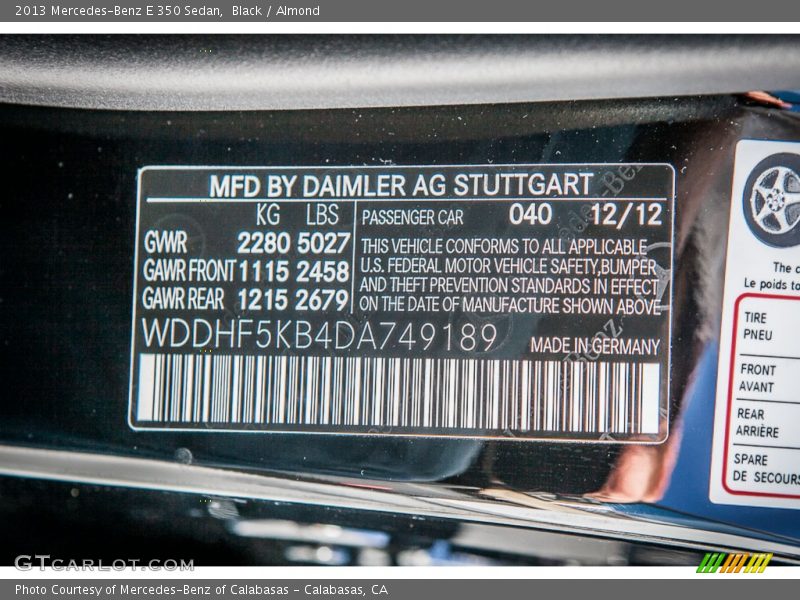 2013 Mercedes-Benz E 350 Sedan, Black / Almond
MFD BY DAIMLER AG STUTTGART
KG LBS
GWR 2280 5027
GAWR FRONT 1115 2458
GAWR REAR 1215 2679
PASSENGER CAR 040 12/12
THIS VEHICLE CONFORMS TO ALL APPLICABLE
U.S. FEDERAL MOTOR VEHICLE SAFETY,BUMPER
AND THEFT PREVENTION STANDARDS IN EFFECT
ON THE DATE OF MANUFACTURE SHOWN ABOVE
WDDHF5KB4DA749189
MADE IN GERMANY
The
Le poids
TIRE
PNEU
FRONT
AVANT
REAR
ARRIÈRE
SPARE
DE SECOURS
GTCARLOT.COM
Photo Courtesy of Mercedes-Benz of Calabasas - Calabasas, CA